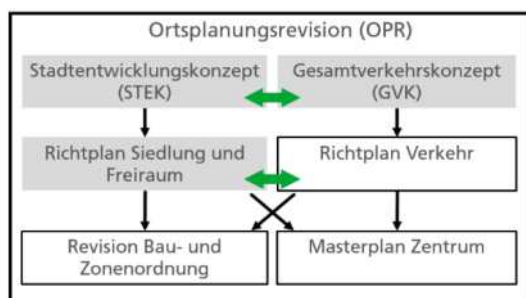 Ortsplanungsrevision (OPR)
Stadtentwicklungskonzept
(STEK)
Gesamtverkehrskonzept
(GVK)
Richtplan Siedlung und
Freiraum
Richtplan Verkehr
Revision Bau- und
Zonenordnung
Masterplan Zentrum